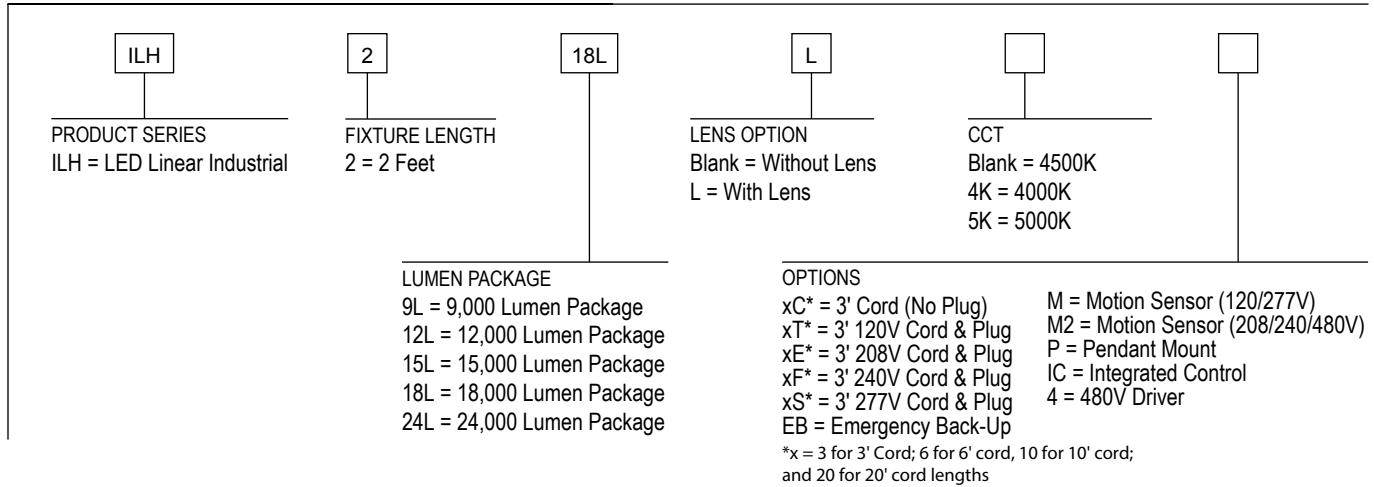 ILH 2 18L L
PRODUCT SERIES
ILH = LED Linear Industrial
FIXTURE LENGTH
2 = 2 Feet
LENS OPTION
Blank = Without Lens
L = With Lens
CCT
Blank = 4500K
4K = 4000K
5K = 5000K
LUMEN PACKAGE
9L = 9,000 Lumen Package
12L = 12,000 Lumen Package
15L = 15,000 Lumen Package
18L = 18,000 Lumen Package
24L = 24,000 Lumen Package
OPTIONS
xC* = 3' Cord (No Plug)
xT* = 3' 120V Cord & Plug
xE* = 3' 208V Cord & Plug
xF* = 3' 240V Cord & Plug
xS* = 3' 277V Cord & Plug
EB = Emergency Back-Up
M = Motion Sensor (120/277V)
M2 = Motion Sensor (208/240/480V)
P = Pendant Mount
IC = Integrated Control
4 = 480V Driver
*x = 3 for 3' Cord; 6 for 6' cord, 10 for 10' cord;
and 20 for 20' cord lengths